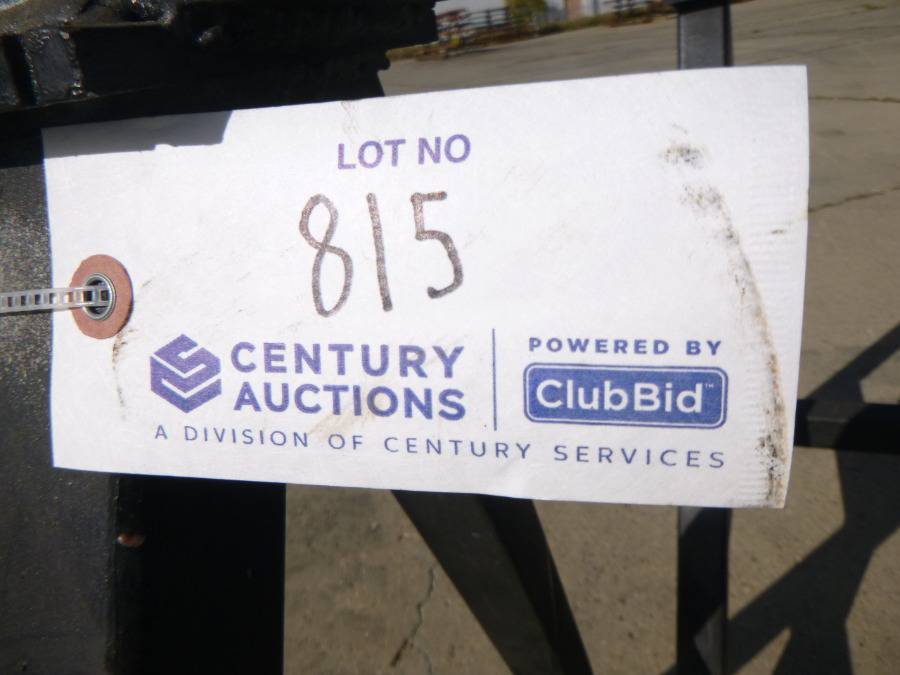 LOT NO
815
CENTURY
AUCTIONS
POWERED BY
ClubBid™
A DIVISION OF CENTURY SERVICES